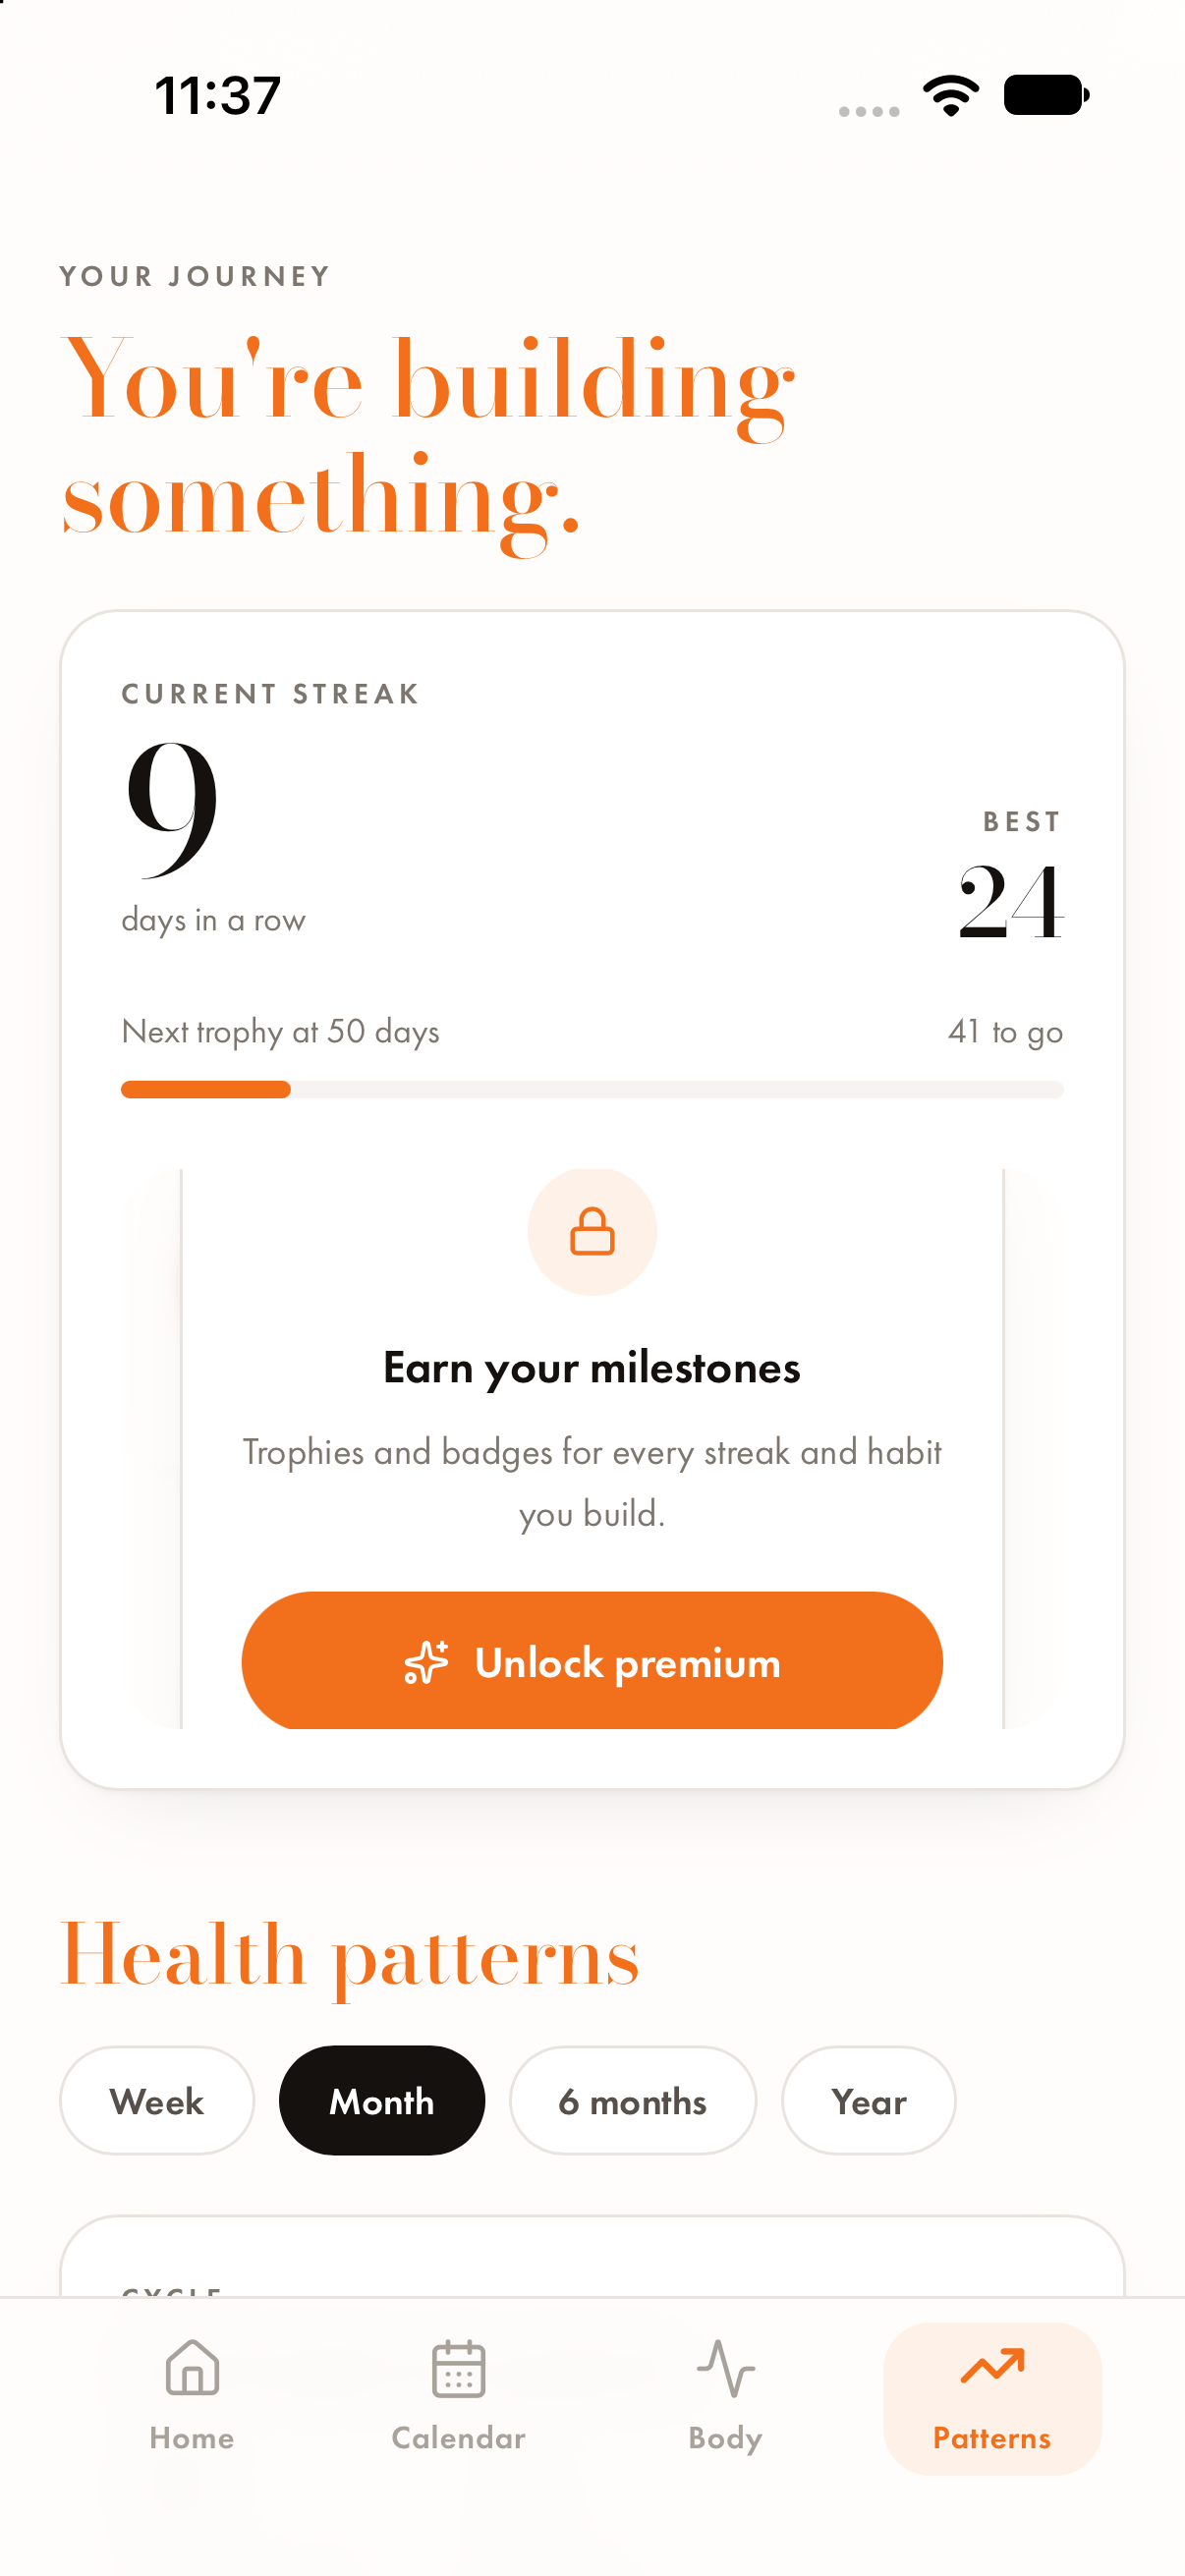 11:37
YOUR JOURNEY
You're building
something.
CURRENT STREAK
9
days in a row
BEST
24
Next trophy at 50 days
41 to go
Earn your milestones
Trophies and badges for every streak and habit
you build.
Unlock premium
Health patterns
Week
Month
6 months
Year
CYCLE
Home
Calendar
Body
Patterns